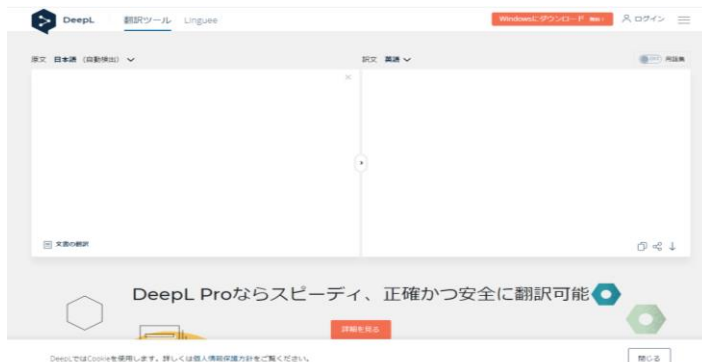 DeepL 翻訳ツール Linguee Windowsにダウンロード ログイン
原文 日本語 (自動検出) 訳文 英語 用語集
文書の翻訳
DeepL Proならスピーディ、正確かつ安全に翻訳可能
詳細を見る
DeepLではCookieを使用します。詳しくは個人情報保護方針をご覧ください。 閉じる